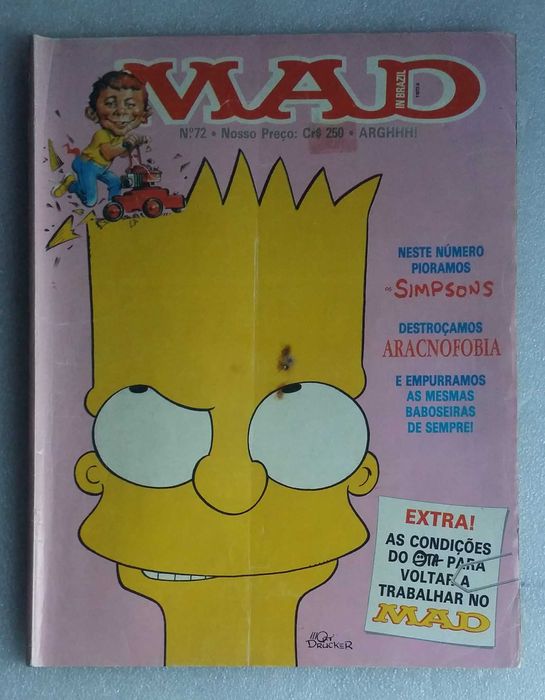 MAD
IN BRAZIL
Nº72 • Nosso Preço: Cr$ 250 • ARGHHH!
NESTE NÚMERO
PIORAMOS
os SIMPSONS
DESTROÇAMOS
ARACNOFOBIA
E EMPURRAMOS
AS MESMAS
BABOSEIRAS
DE SEMPRE!
EXTRA!
AS CONDIÇÕES
DO OTA PARA
VOLTAR A
TRABALHAR NO
MAD
MORT
DRUCKER